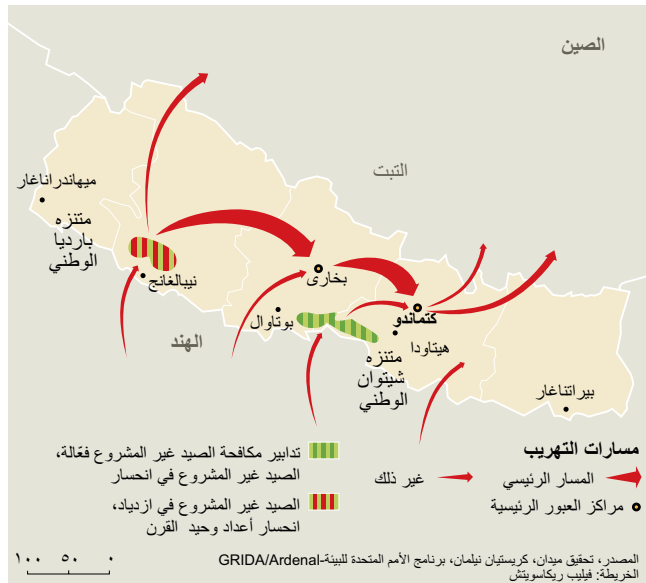 الصين
التبت
ميهاندراناغار
متنزه
بارديا
الوطني
نيبالغانج
بخارى
كتماندو
بوتاوال
هيتاودا
الهند
متنزه
شيتوان
الوطني
بيراتناغار
مسارات التهريب
المسار الرئيسي
غير ذلك
مراكز العبور الرئيسية
تدابير مكافحة الصيد غير المشروع فعّالة،
الصيد غير المشروع في انحسار
الصيد غير المشروع في ازدياد،
انحسار أعداد وحيد القرن
٠ ٥٠ ١٠٠
المصدر، تحقيق ميدان، كريستيان نيلمان، برنامج الأمم المتحدة للبيئة-GRIDA/Ardenal
الخريطة: فيليب ريكاسويتش